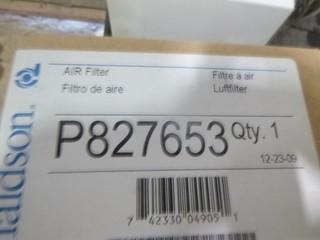 AIR Filter
Filtre à air
Filtro de aire
Luftfilter
P827653 Qty. 1
12-23-09
7 42330 04905 1
aldson.